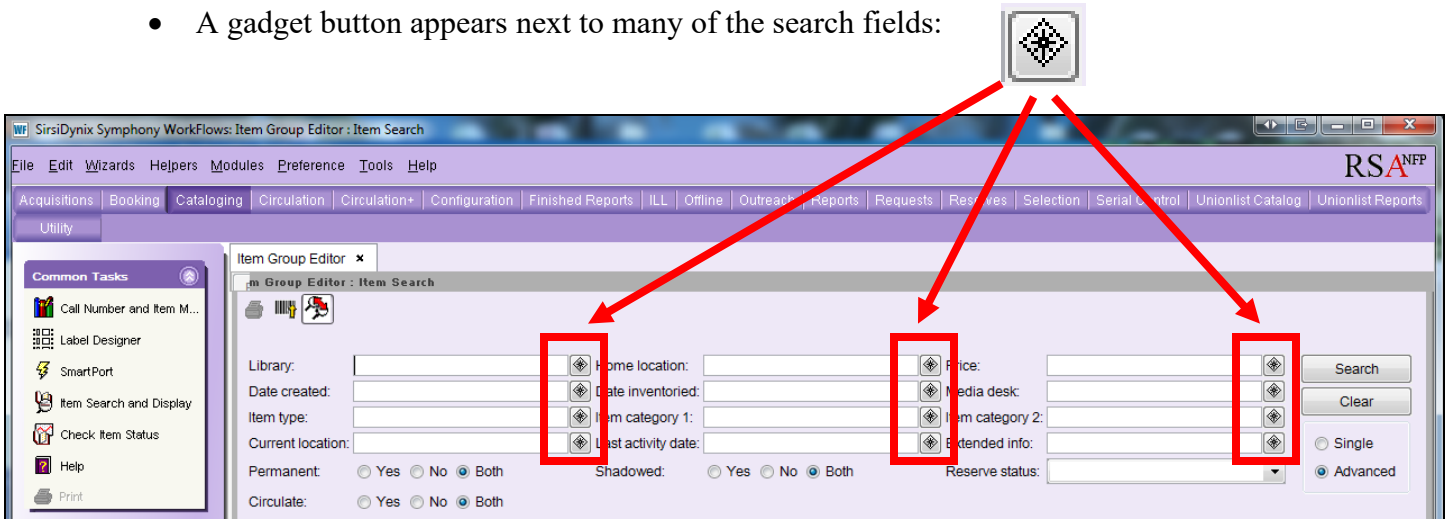 • A gadget button appears next to many of the search fields:
WF SirsiDynix Symphony WorkFlows: Item Group Editor : Item Search
File Edit Wizards Helpers Modules Preference Tools Help
RSA NFP
Acquisitions Booking Cataloging Circulation Circulation+ Configuration Finished Reports ILL Offline Outreach Reports Requests Reserves Selection Serial Control Unionlist Catalog Unionlist Reports
Utility
Item Group Editor ×
Common Tasks
m Group Editor : Item Search
Call Number and Item M...
Label Designer
SmartPort
Item Search and Display
Check Item Status
Help
Print
Library: Home location: Price: Search
Date created: Date inventoried: Media desk: Clear
Item type: Item category 1: Item category 2:
Current location: Last activity date: Extended info: Single
Permanent: Yes No Both Shadowed: Yes No Both Reserve status: Advanced
Circulate: Yes No Both